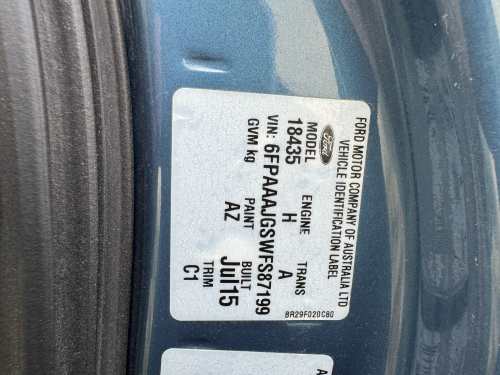 FORD MOTOR COMPANY OF AUSTRALIA LTD
VEHICLE IDENTIFICATION LABEL
Ford
MODEL ENGINE TRANS
18435 H A
VIN: 6FPAAAJGSWFS87199
GVM kg PAINT BUILT TRIM
AZ Jul15 C1
BR29F020C80
A